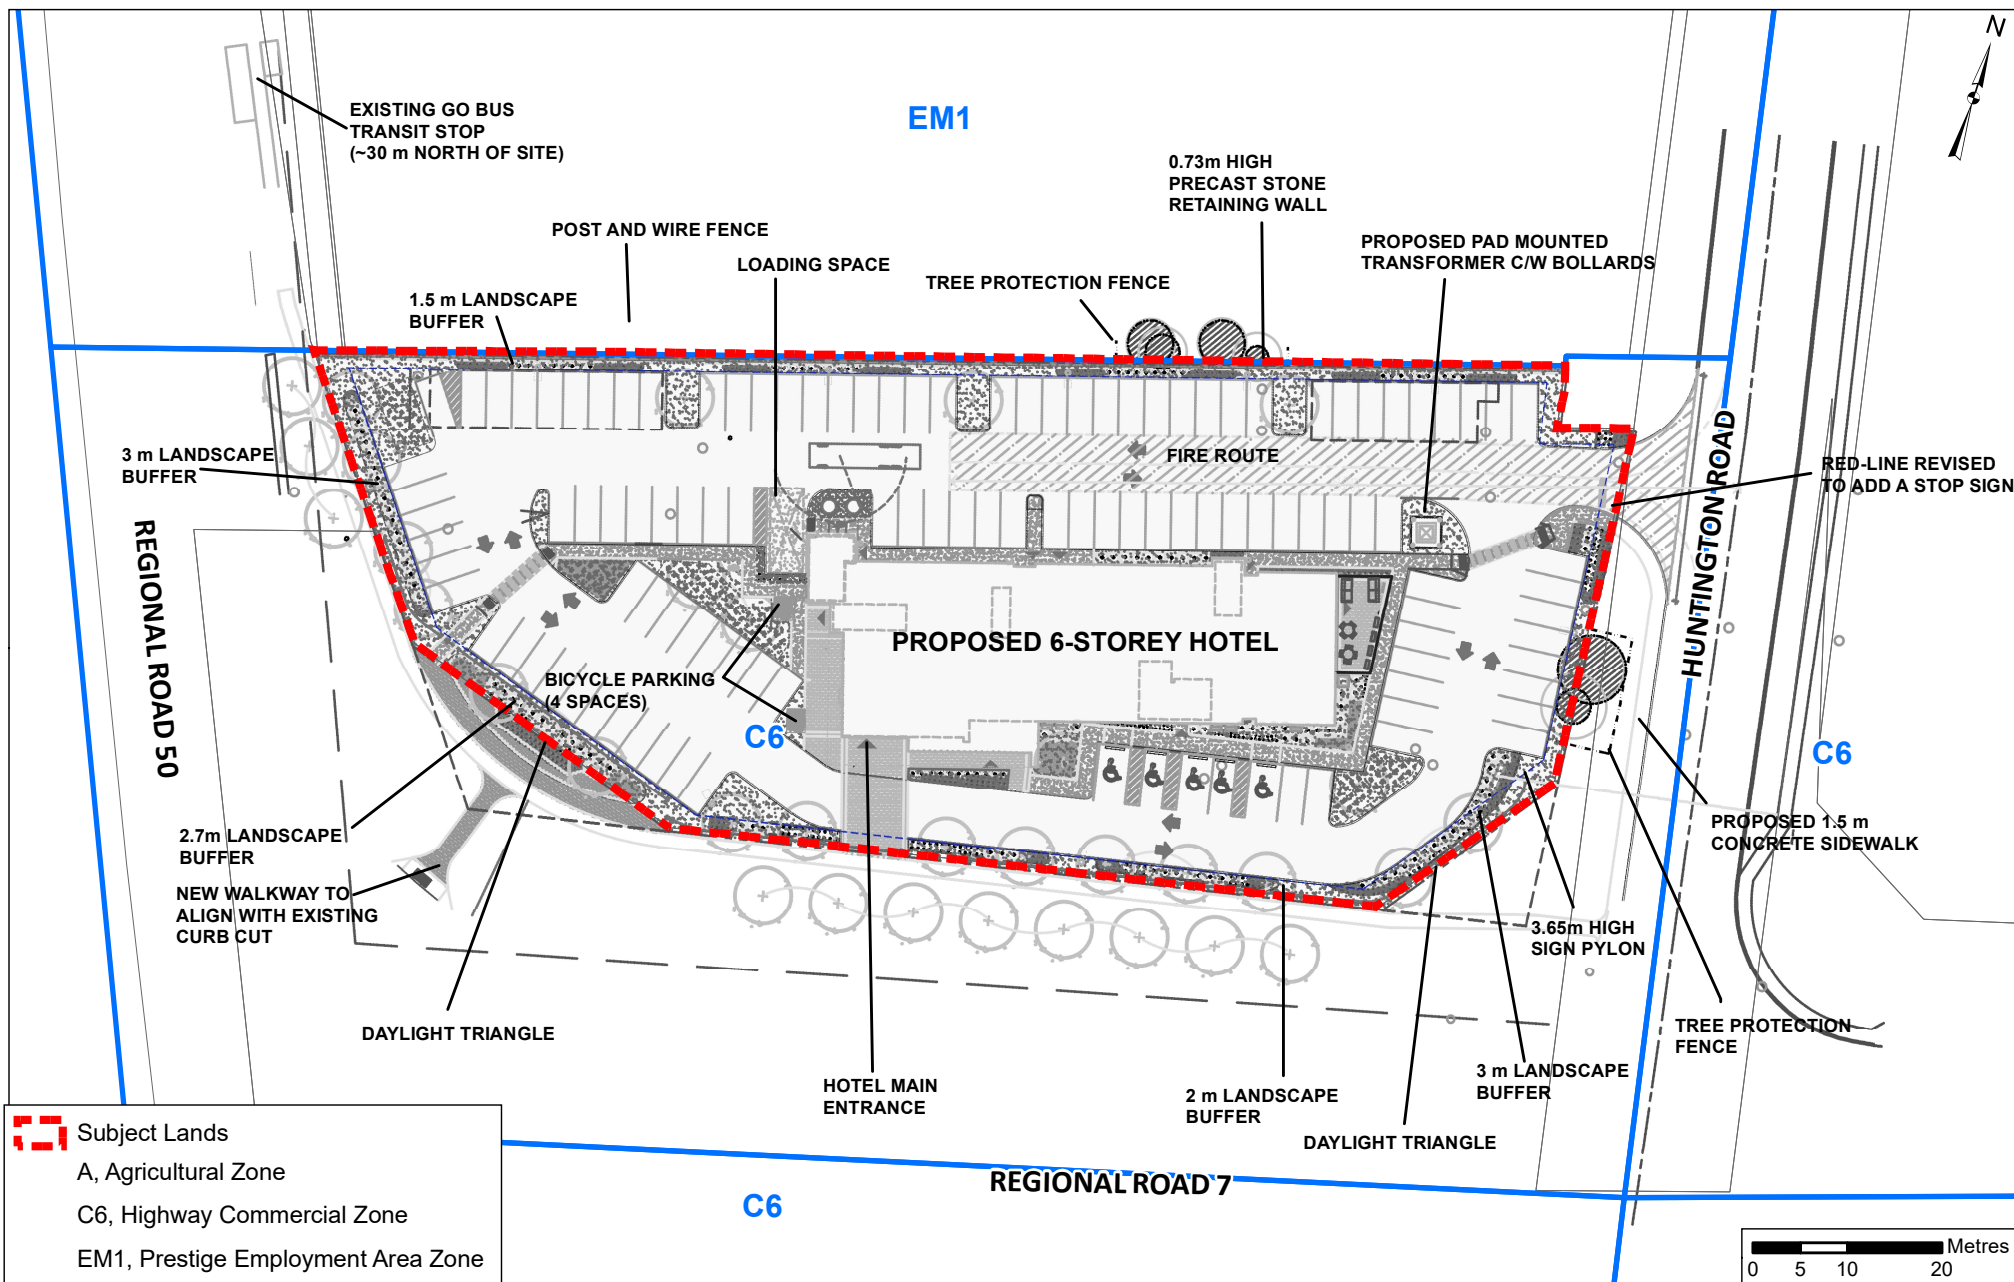 N
EXISTING GO BUS
TRANSIT STOP
(~30 m NORTH OF SITE)
EM1
0.73m HIGH
PRECAST STONE
RETAINING WALL
POST AND WIRE FENCE
LOADING SPACE
TREE PROTECTION FENCE
PROPOSED PAD MOUNTED
TRANSFORMER C/W BOLLARDS
1.5 m LANDSCAPE
BUFFER
3 m LANDSCAPE
BUFFER
FIRE ROUTE
RED-LINE REVISED
TO ADD A STOP SIGN
REGIONAL ROAD 50
HUNTINGTON ROAD
PROPOSED 6-STOREY HOTEL
BICYCLE PARKING
(4 SPACES)
C6
C6
2.7m LANDSCAPE
BUFFER
PROPOSED 1.5 m
CONCRETE SIDEWALK
NEW WALKWAY TO
ALIGN WITH EXISTING
CURB CUT
3.65m HIGH
SIGN PYLON
DAYLIGHT TRIANGLE
TREE PROTECTION
FENCE
HOTEL MAIN
ENTRANCE
2 m LANDSCAPE
BUFFER
3 m LANDSCAPE
BUFFER
DAYLIGHT TRIANGLE
REGIONAL ROAD 7
C6
Subject Lands
A, Agricultural Zone
C6, Highway Commercial Zone
EM1, Prestige Employment Area Zone
Metres
0 5 10 20